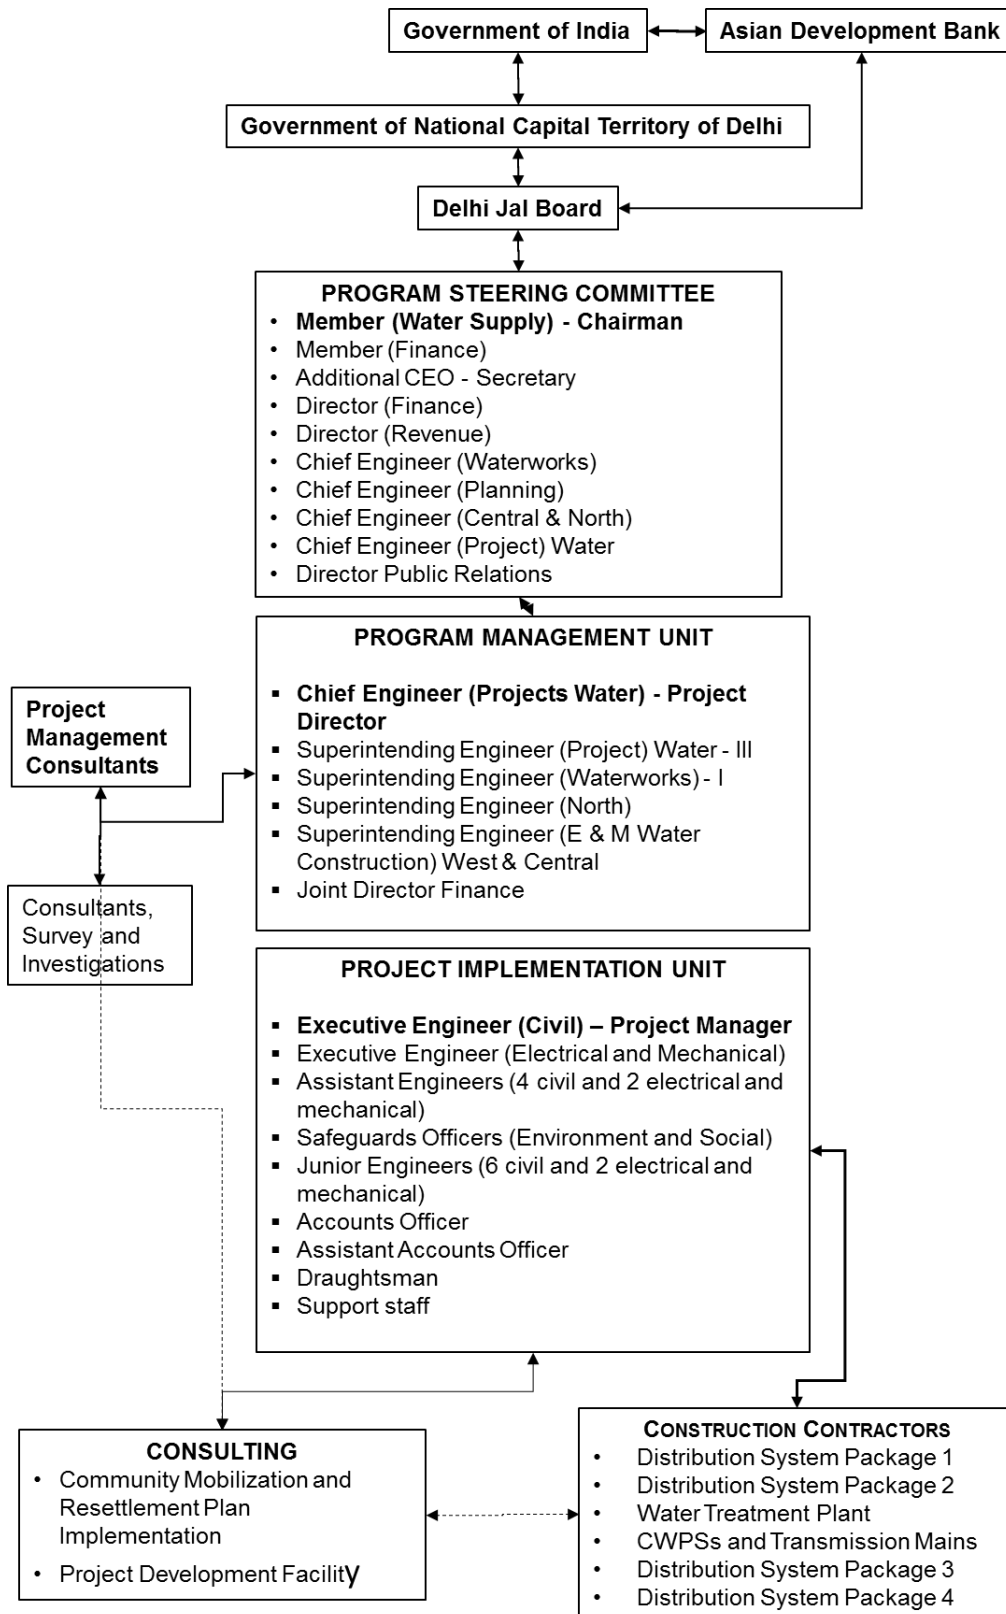 Government of India
Asian Development Bank
Government of National Capital Territory of Delhi
Delhi Jal Board
PROGRAM STEERING COMMITTEE
• Member (Water Supply) - Chairman
• Member (Finance)
• Additional CEO - Secretary
• Director (Finance)
• Director (Revenue)
• Chief Engineer (Waterworks)
• Chief Engineer (Planning)
• Chief Engineer (Central & North)
• Chief Engineer (Project) Water
• Director Public Relations
PROGRAM MANAGEMENT UNIT
▪ Chief Engineer (Projects Water) - Project
Director
▪ Superintending Engineer (Project) Water - III
▪ Superintending Engineer (Waterworks) - I
▪ Superintending Engineer (North)
▪ Superintending Engineer (E & M Water
Construction) West & Central
▪ Joint Director Finance
Project
Management
Consultants
Consultants,
Survey and
Investigations
PROJECT IMPLEMENTATION UNIT
▪ Executive Engineer (Civil) – Project Manager
▪ Executive Engineer (Electrical and Mechanical)
▪ Assistant Engineers (4 civil and 2 electrical and
mechanical)
▪ Safeguards Officers (Environment and Social)
▪ Junior Engineers (6 civil and 2 electrical and
mechanical)
▪ Accounts Officer
▪ Assistant Accounts Officer
▪ Draughtsman
▪ Support staff
CONSULTING
• Community Mobilization and
Resettlement Plan
Implementation
• Project Development Facility
CONSTRUCTION CONTRACTORS
• Distribution System Package 1
• Distribution System Package 2
• Water Treatment Plant
• CWPSs and Transmission Mains
• Distribution System Package 3
• Distribution System Package 4